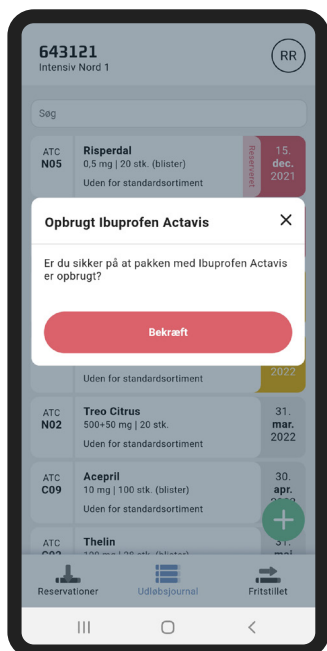 643121
Intensiv Nord 1
RR
Søg
ATC
N05
Risperdal
0,5 mg | 20 stk. (blister)
Uden for standardsortiment
Reserveret
15.
dec.
2021
Opbrugt Ibuprofen Actavis
Er du sikker på at pakken med Ibuprofen Actavis
er opbrugt?
Bekræft
Uden for standardsortiment
2022
ATC
N02
Treo Citrus
500+50 mg | 20 stk.
Uden for standardsortiment
31.
mar.
2022
ATC
C09
Acepril
10 mg | 100 stk. (blister)
Uden for standardsortiment
30.
apr.
ATC
Thelin
31.
Reservationer
Udløbsjournal
Fritstillet